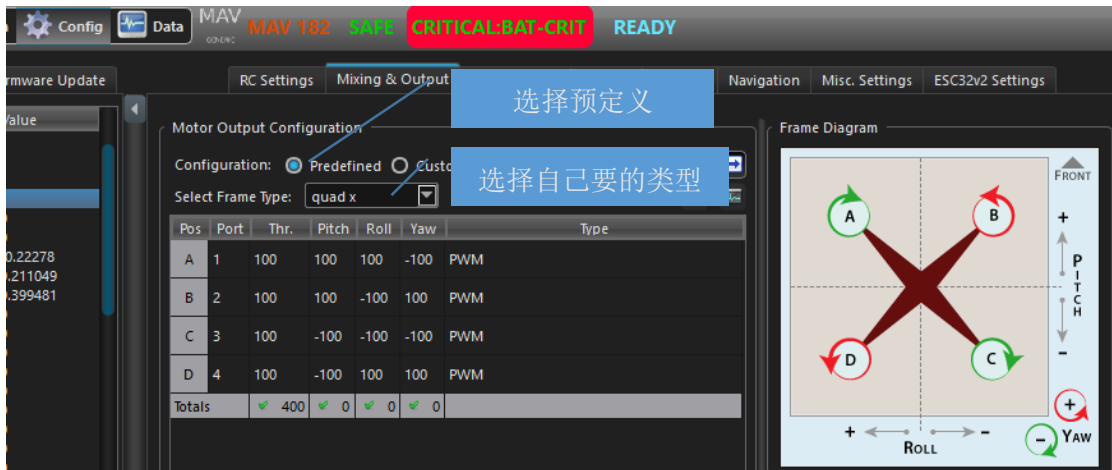 Config Data MAV MAV 182 SAFE CRITICAL:BAT-CRIT READY
rmware Update RC Settings Mixing & Output Navigation Misc. Settings ESC32v2 Settings
选择预定义
Value
Motor Output Configuration
Frame Diagram
Configuration: Predefined Custo
选择自己要的类型
Select Frame Type: quad x
Pos Port Thr. Pitch Roll Yaw Type
A 1 100 100 100 -100 PWM
B 2 100 100 -100 100 PWM
C 3 100 -100 -100 -100 PWM
D 4 100 -100 100 100 PWM
Totals 400 0 0 0
0.22278
.211049
.399481
FRONT
A B
+
PITCH
-
D C
+
+ - - YAW
ROLL